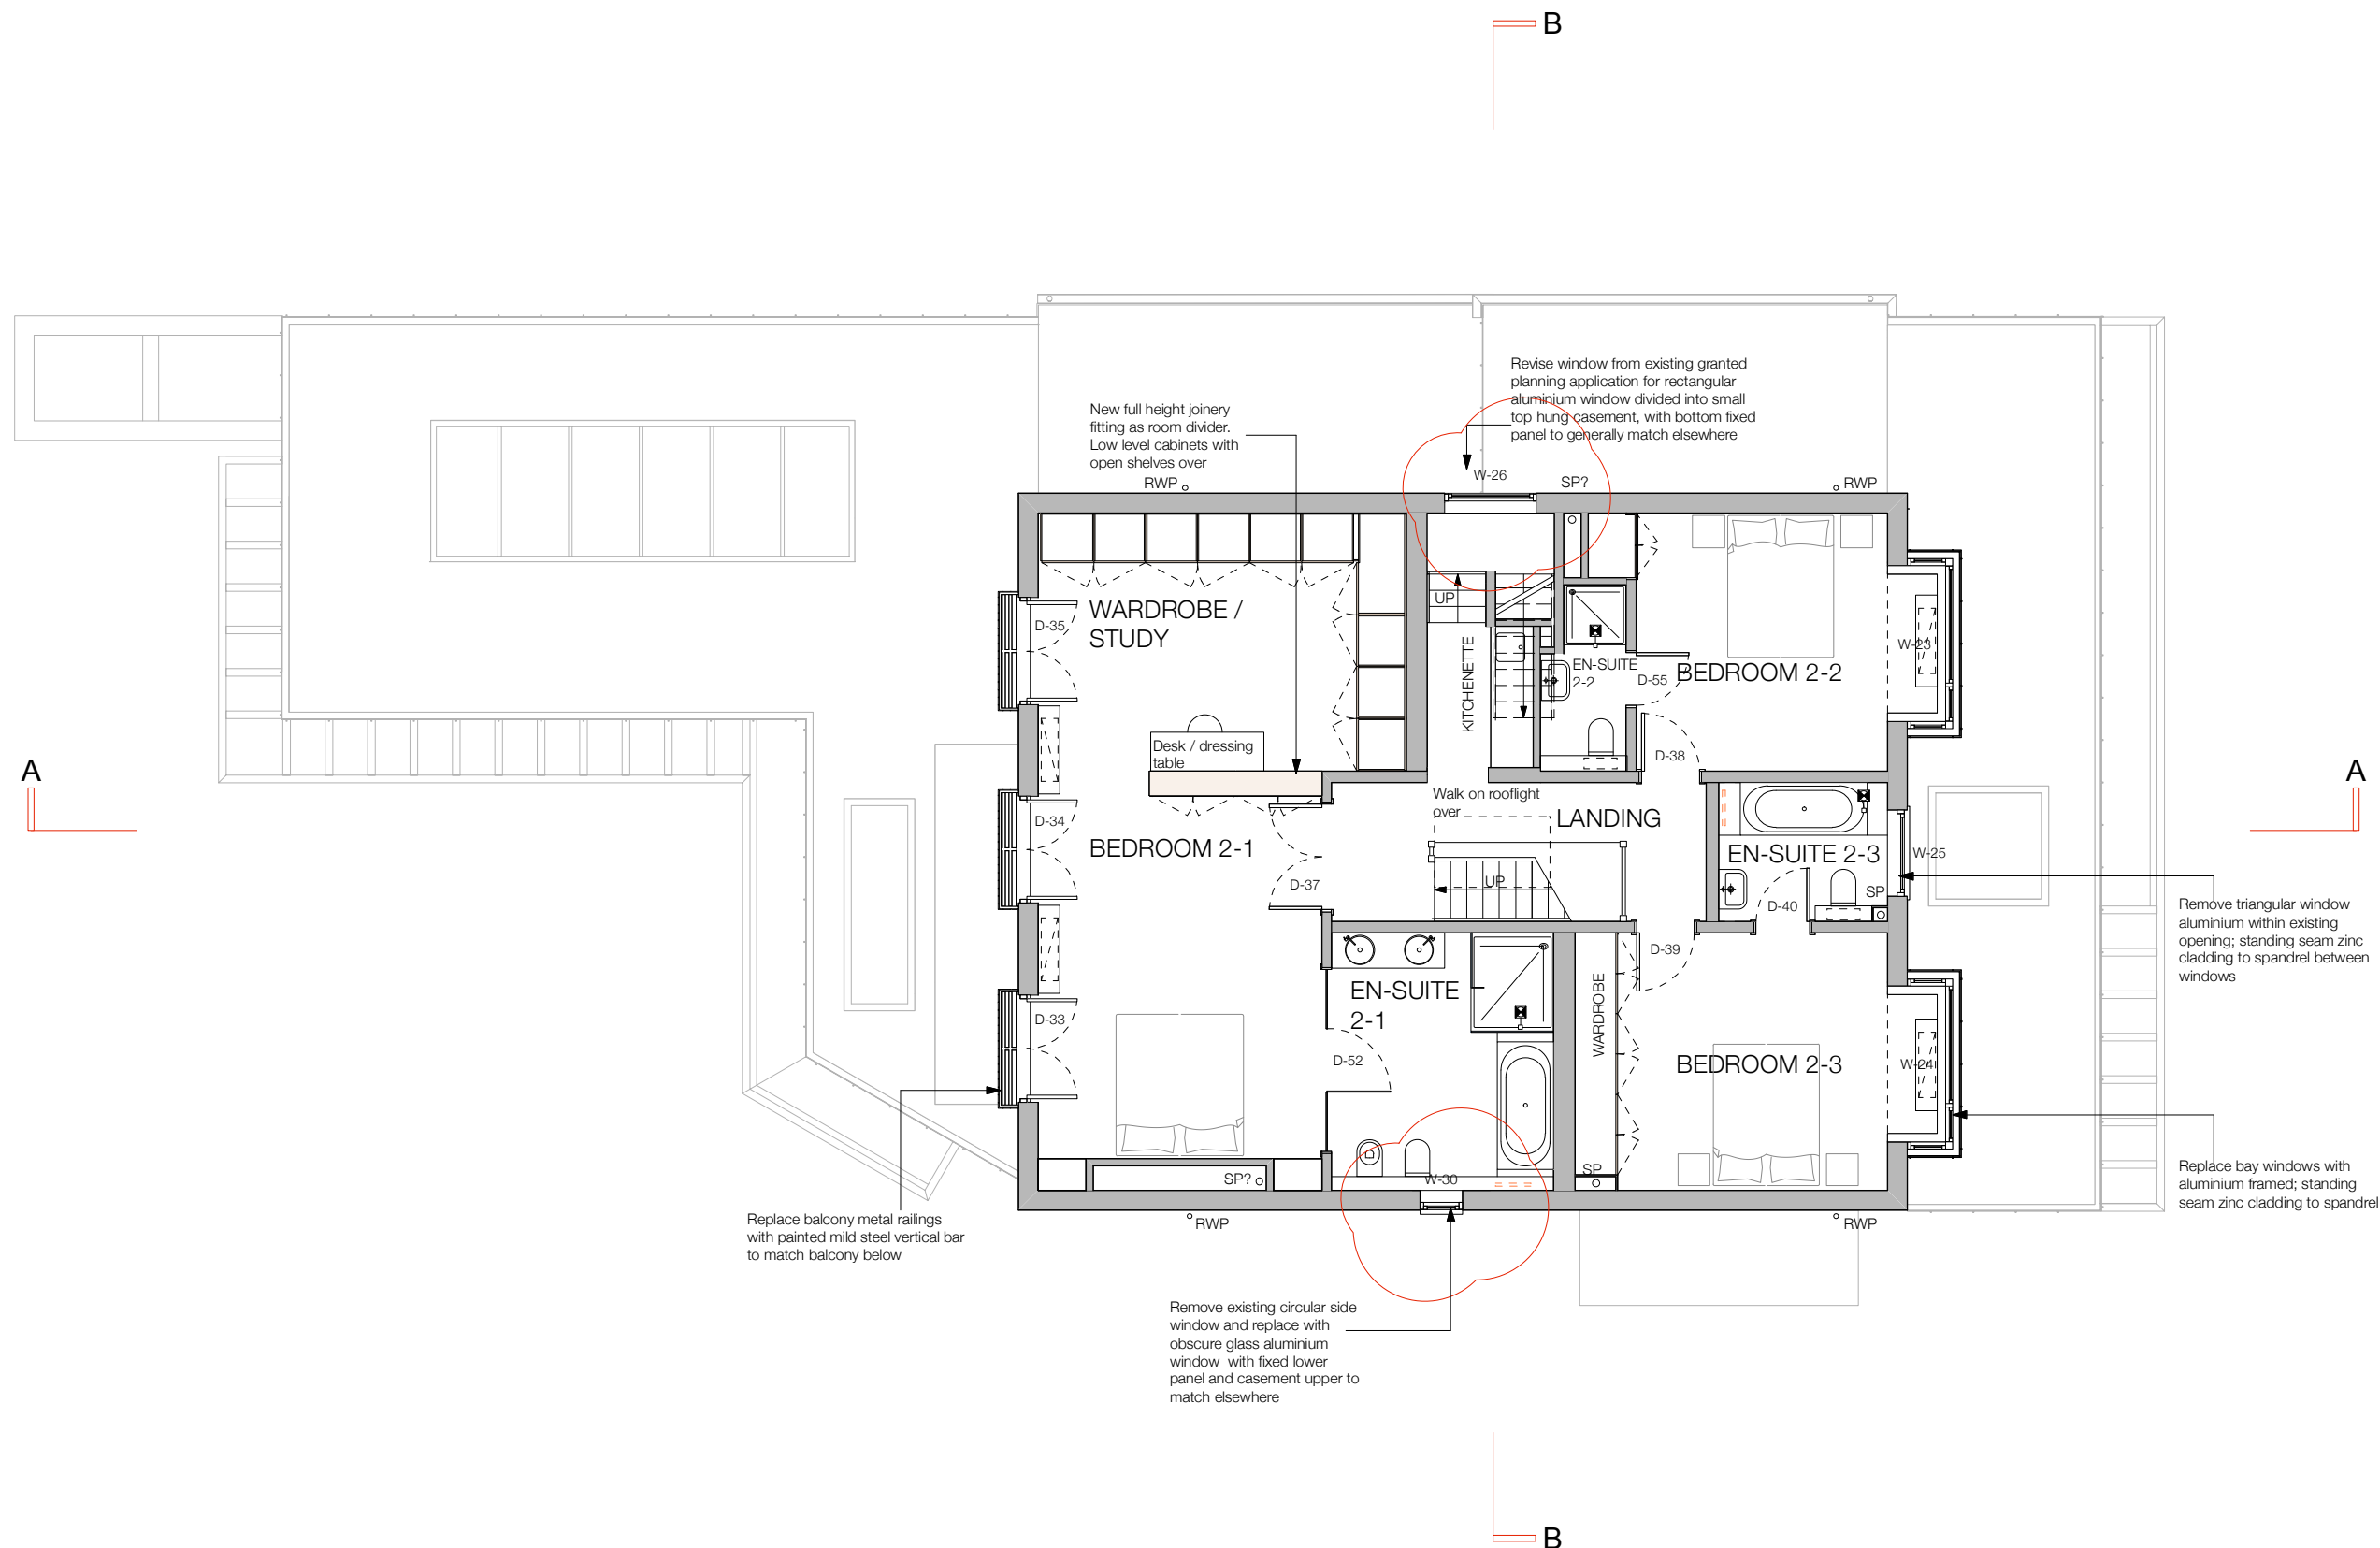 B
Revise window from existing granted
planning application for rectangular
aluminium window divided into small
top hung casement, with bottom fixed
panel to generally match elsewhere
New full height joinery
fitting as room divider.
Low level cabinets with
open shelves over
RWP
W-26
SP?
RWP
WARDROBE /
STUDY
D-35
UP
KITCHENETTE
EN-SUITE
2-2
D-55
BEDROOM 2-2
W-23
Desk / dressing
table
D-38
A
A
Walk on rooflight
over
LANDING
D-34
BEDROOM 2-1
D-37
UP
EN-SUITE 2-3
W-25
SP
D-40
Remove triangular window
aluminium within existing
opening; standing seam zinc
cladding to spandrel between
windows
D-39
EN-SUITE
2-1
WARDROBE
D-33
D-52
BEDROOM 2-3
W-24
SP?
W-30
SP
Replace bay windows with
aluminium framed; standing
seam zinc cladding to spandrel
RWP
RWP
Replace balcony metal railings
with painted mild steel vertical bar
to match balcony below
Remove existing circular side
window and replace with
obscure glass aluminium
window with fixed lower
panel and casement upper to
match elsewhere
B